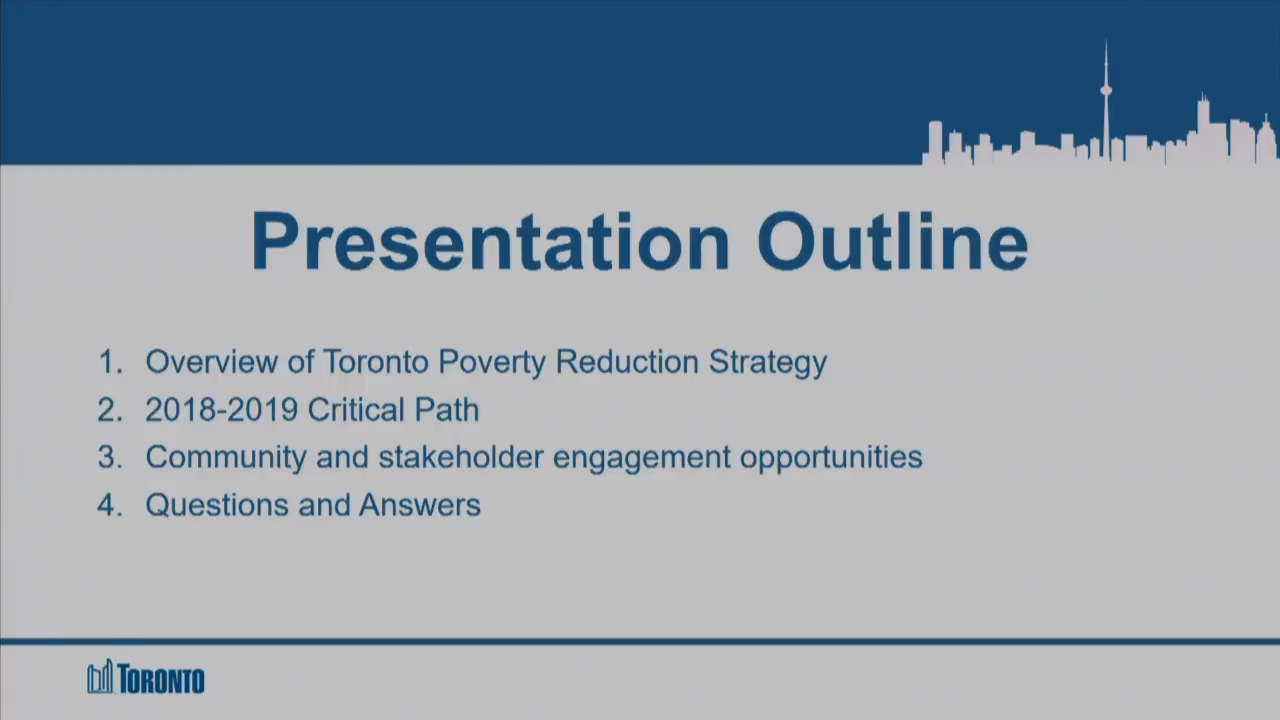 Presentation Outline
1. Overview of Toronto Poverty Reduction Strategy
2. 2018-2019 Critical Path
3. Community and stakeholder engagement opportunities
4. Questions and Answers
TORONTO